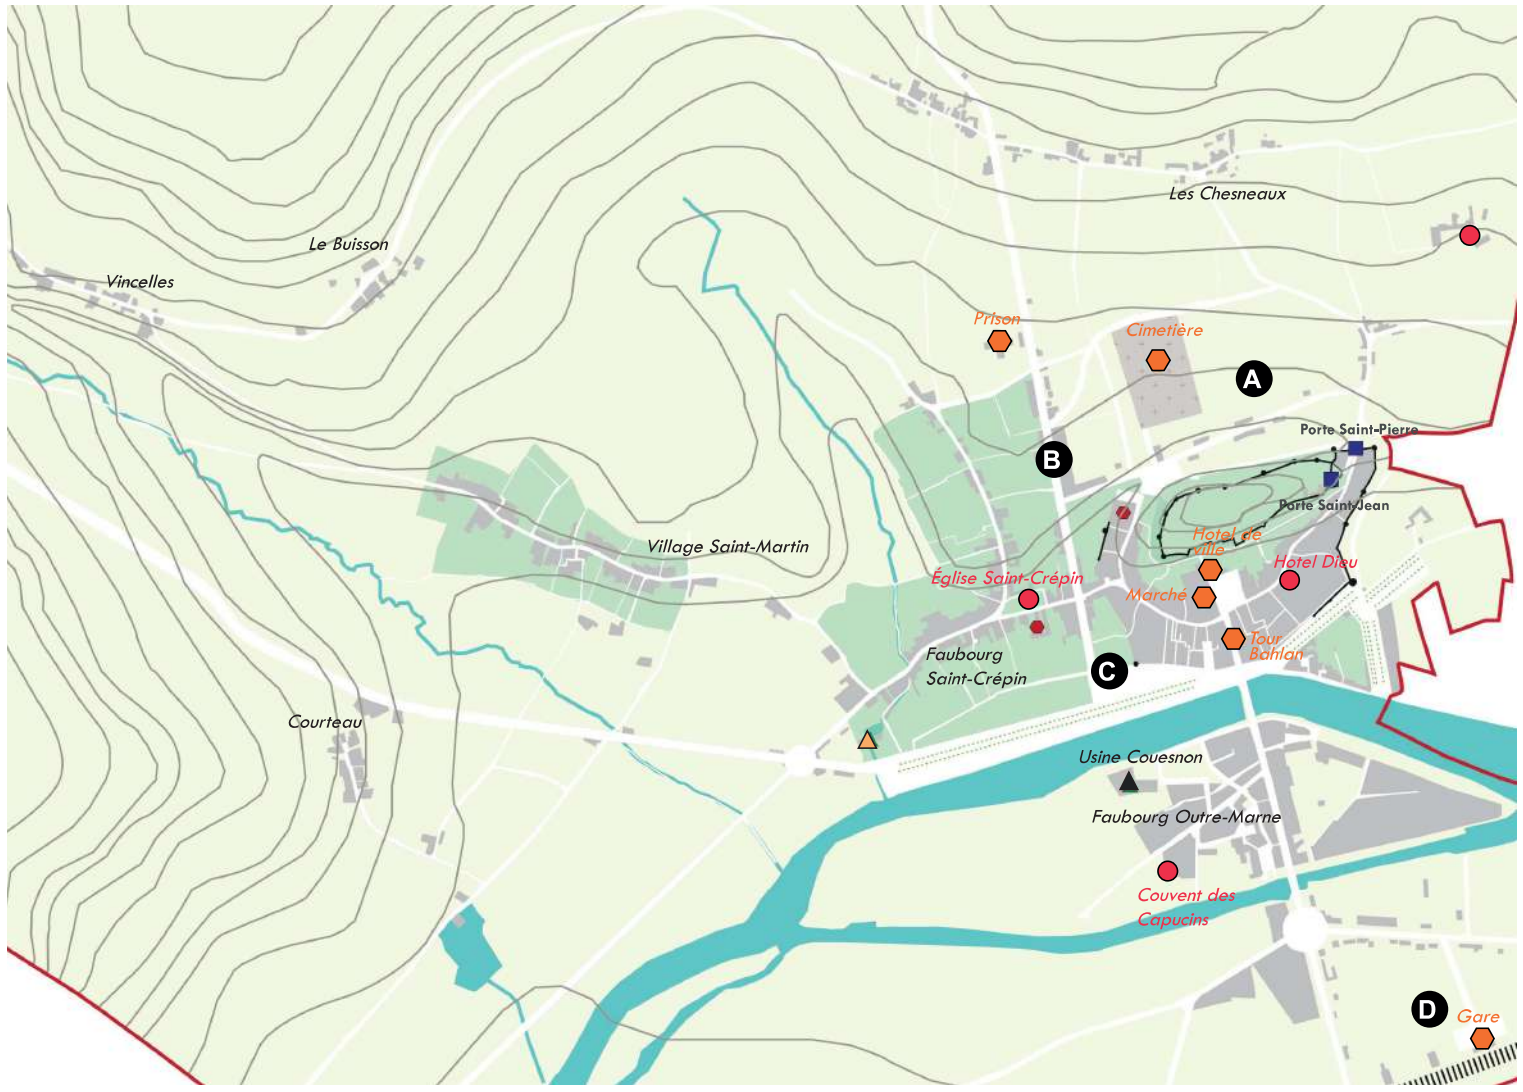 Les Chesneaux
Le Buisson
Vincelles
Prison
Cimetière
A
Porte Saint-Pierre
B
Porte Saint-Jean
Hotel de
ville
Village Saint-Martin
Hotel Dieu
Église Saint-Crépin
Marché
Tour
Bahlan
Faubourg
Saint-Crépin
C
Courteau
Usine Couesnon
Faubourg Outre-Marne
Couvent des
Capucins
D
Gare